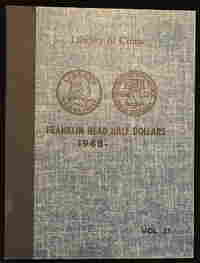 Library of Coins
FRANKLIN HEAD HALF DOLLARS
1948-
VOL. 21